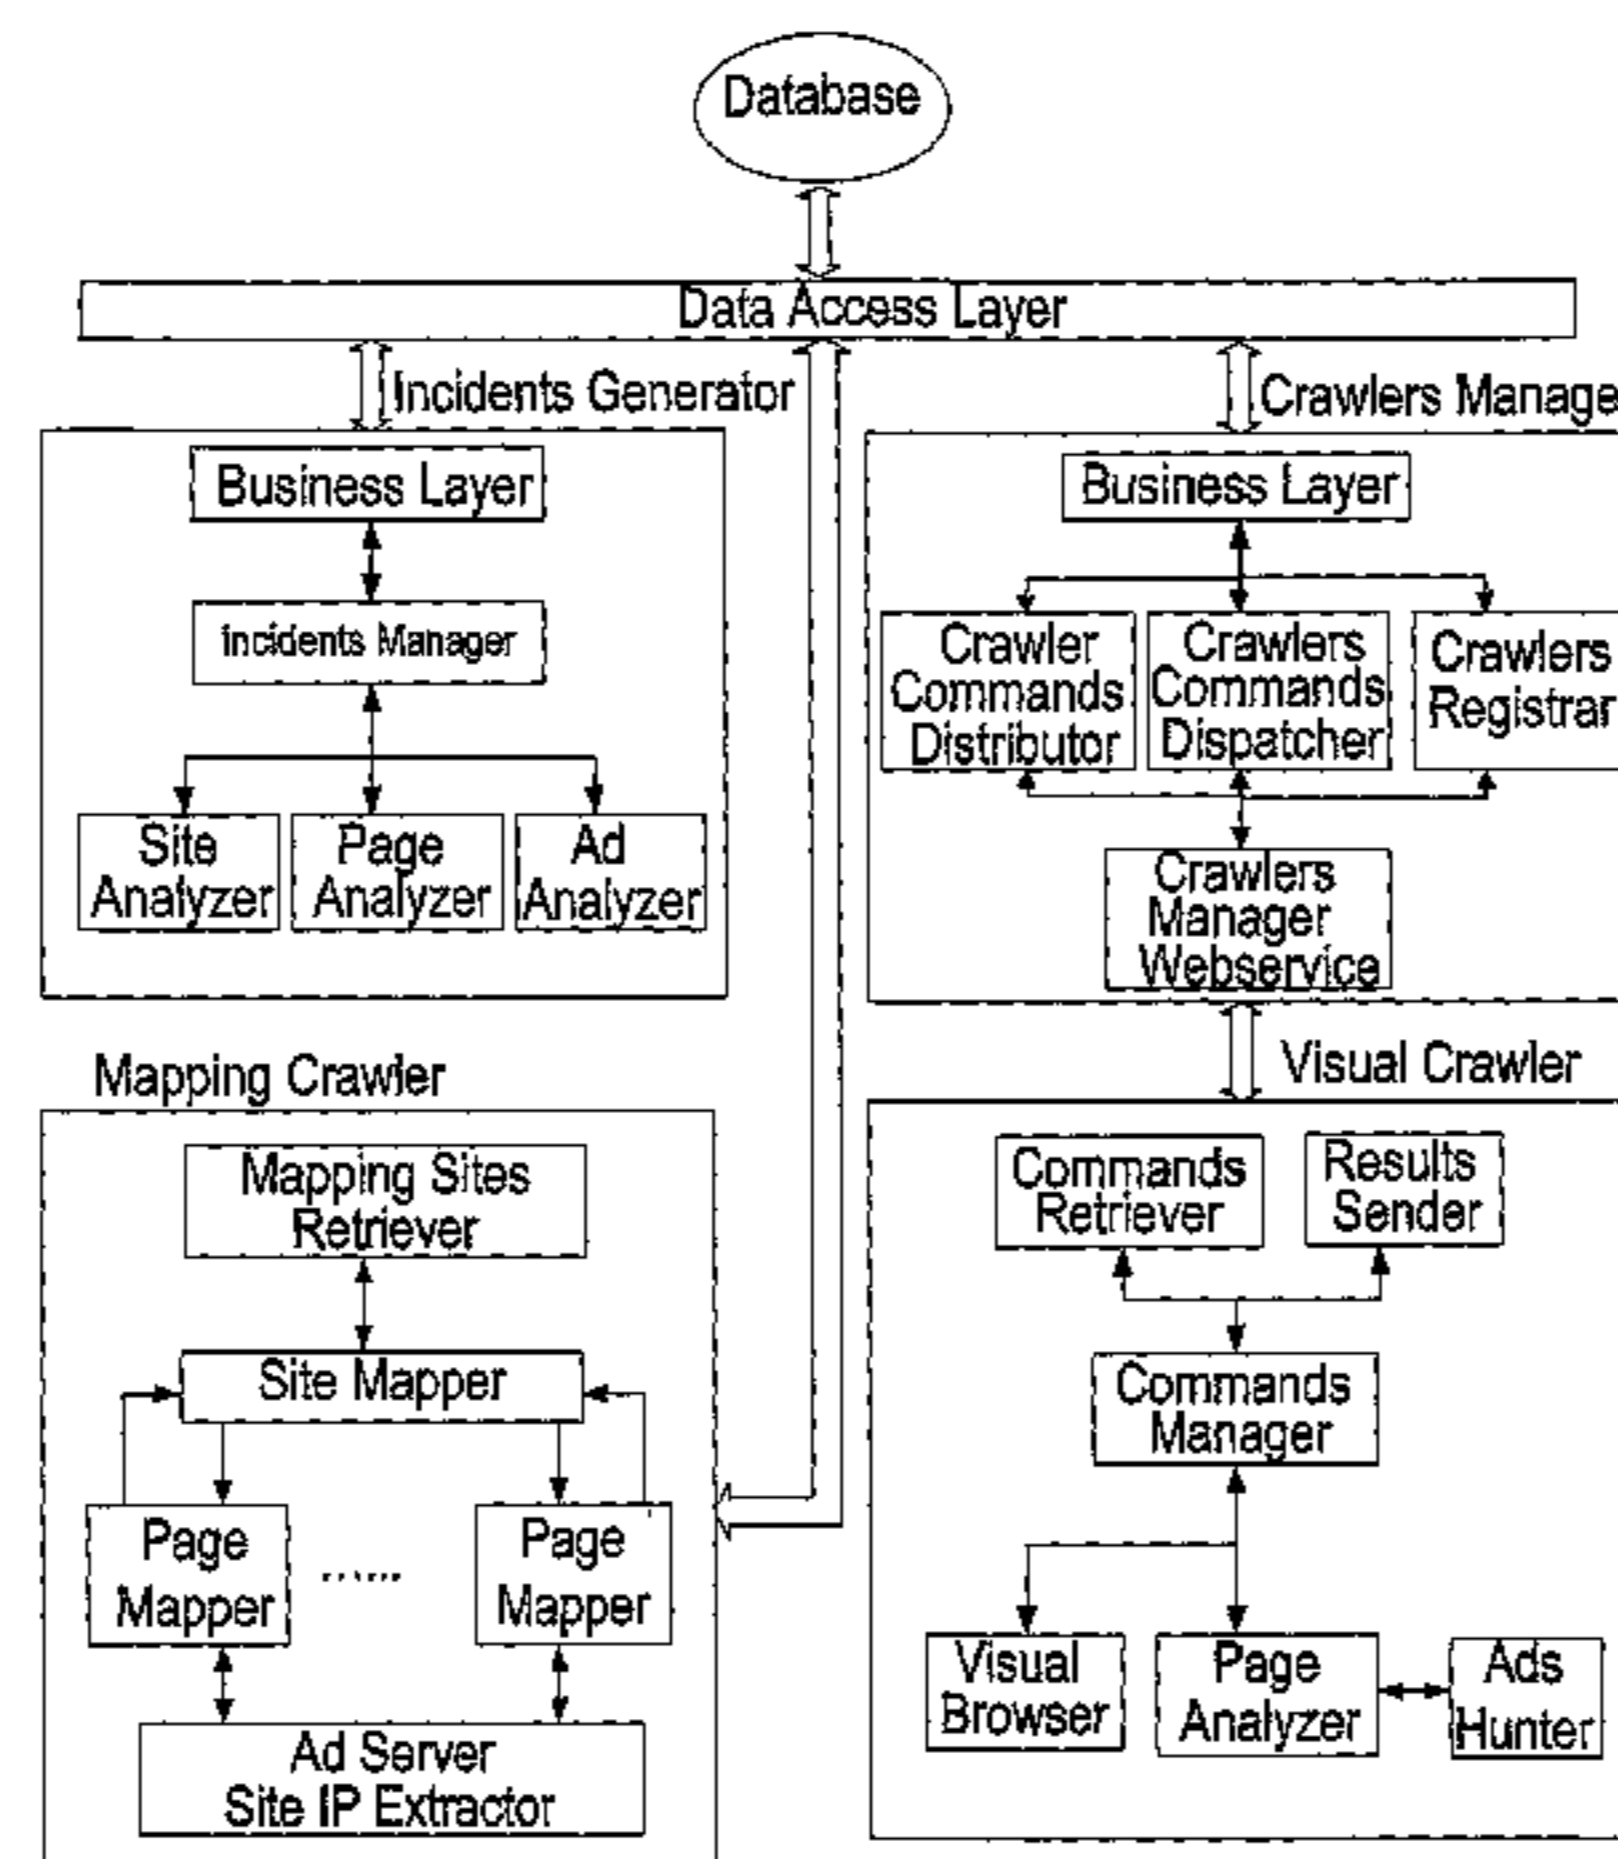 Database
Data Access Layer
Incidents Generator
Crawlers Manage
Business Layer
Incidents Manager
Site
Analyzer
Page
Analyzer
Ad
Analyzer
Business Layer
Crawler
Commands
Distributor
Crawlers
Commands
Dispatcher
Crawlers
Registrar
Crawlers
Manager
Webservice
Mapping Crawler
Mapping Sites
Retriever
Site Mapper
Page
Mapper
......
Page
Mapper
Ad Server
Site IP Extractor
Visual Crawler
Commands
Retriever
Results
Sender
Commands
Manager
Visual
Browser
Page
Analyzer
Ads
Hunter